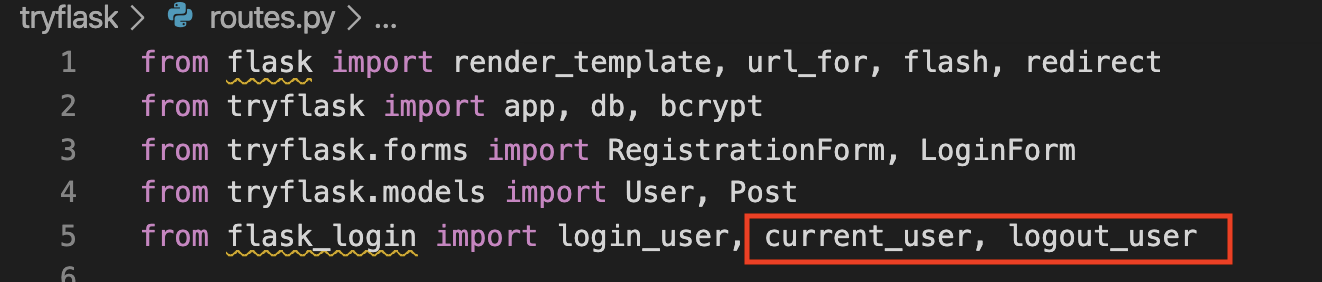 tryflask > routes.py > ...
1 from flask import render_template, url_for, flash, redirect
2 from tryflask import app, db, bcrypt
3 from tryflask.forms import RegistrationForm, LoginForm
4 from tryflask.models import User, Post
5 from flask_login import login_user, current_user, logout_user
6